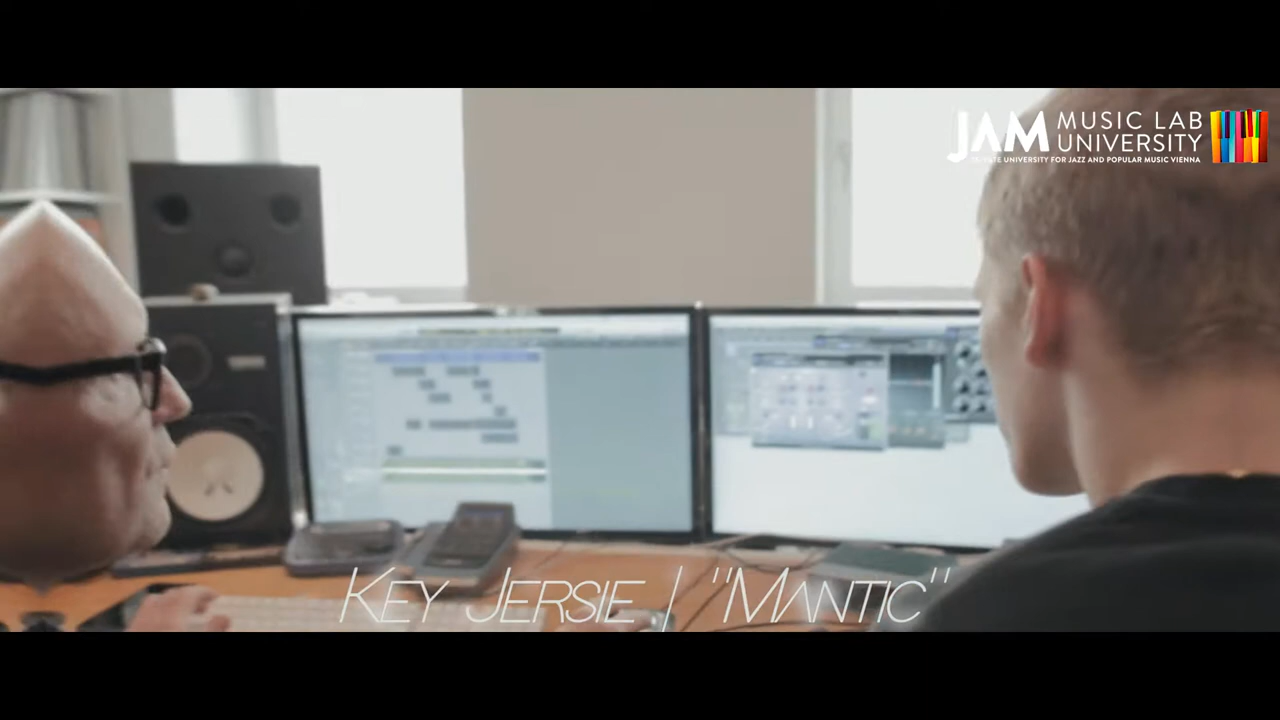 JAM MUSIC LAB
UNIVERSITY
PRIVATE UNIVERSITY FOR JAZZ AND POPULAR MUSIC VIENNA
KEY JERSIE | "MANTIC"